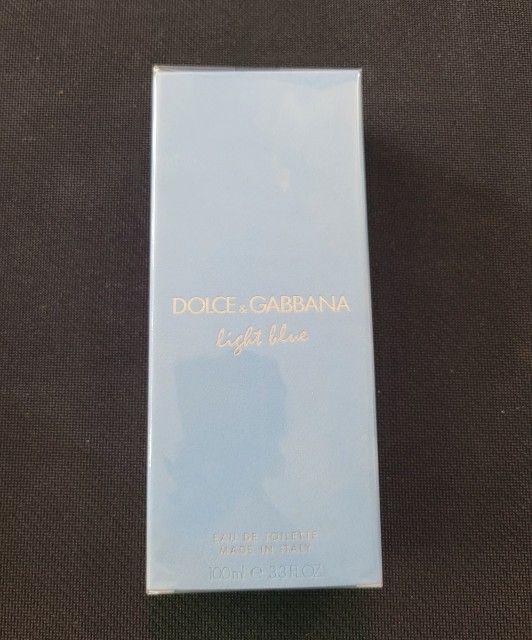 DOLCE & GABBANA
light blue
EAU DE TOILETTE
MADE IN ITALY
100ml ℮ 3.3 FL.OZ.